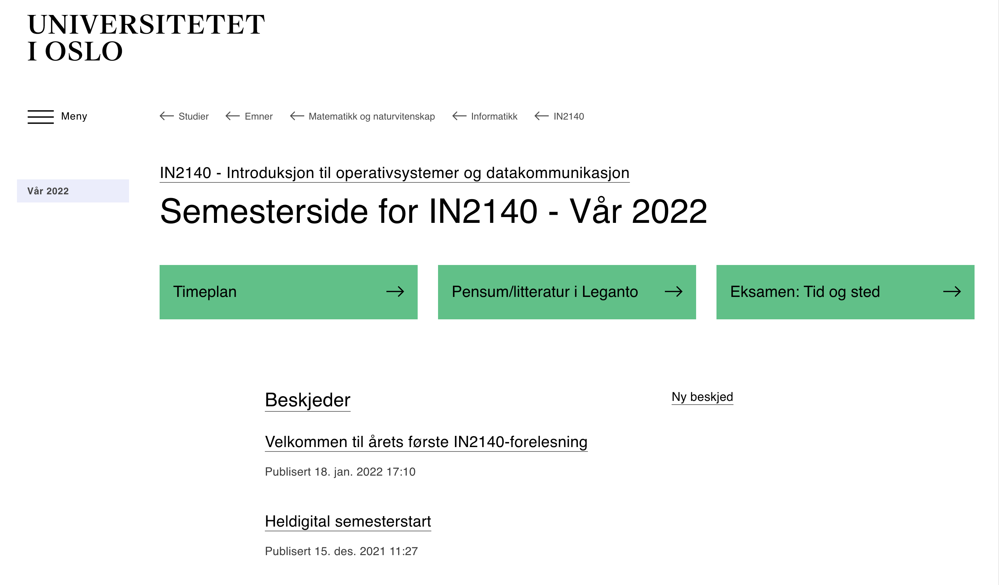 UNIVERSITETET
I OSLO
Meny
Studier
Emner
Matematikk og naturvitenskap
Informatikk
IN2140
IN2140 - Introduksjon til operativsystemer og datakommunikasjon
Vår 2022
Semesterside for IN2140 - Vår 2022
Timeplan
Pensum/litteratur i Leganto
Eksamen: Tid og sted
Beskjeder
Ny beskjed
Velkommen til årets første IN2140-forelesning
Publisert 18. jan. 2022 17:10
Heldigital semesterstart
Publisert 15. des. 2021 11:27